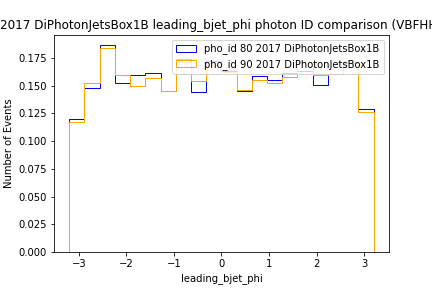 2017 DiPhotonJetsBox1B leading_bjet_phi photon ID comparison (VBFHH
pho_id 80 2017 DiPhotonJetsBox1B
pho_id 90 2017 DiPhotonJetsBox1B
Number of Events
0.175
0.150
0.125
0.100
0.075
0.050
0.025
0.000
−3 −2 −1 0 1 2 3
leading_bjet_phi